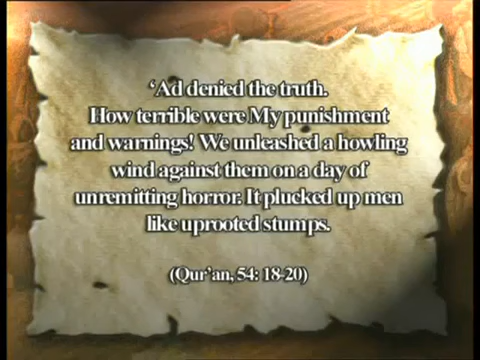 ‘Ad denied the truth.
How terrible were My punishment
and warnings! We unleashed a howling
wind against them on a day of
unremitting horror. It plucked up men
like uprooted stumps.
(Qur’an, 54: 18-20)